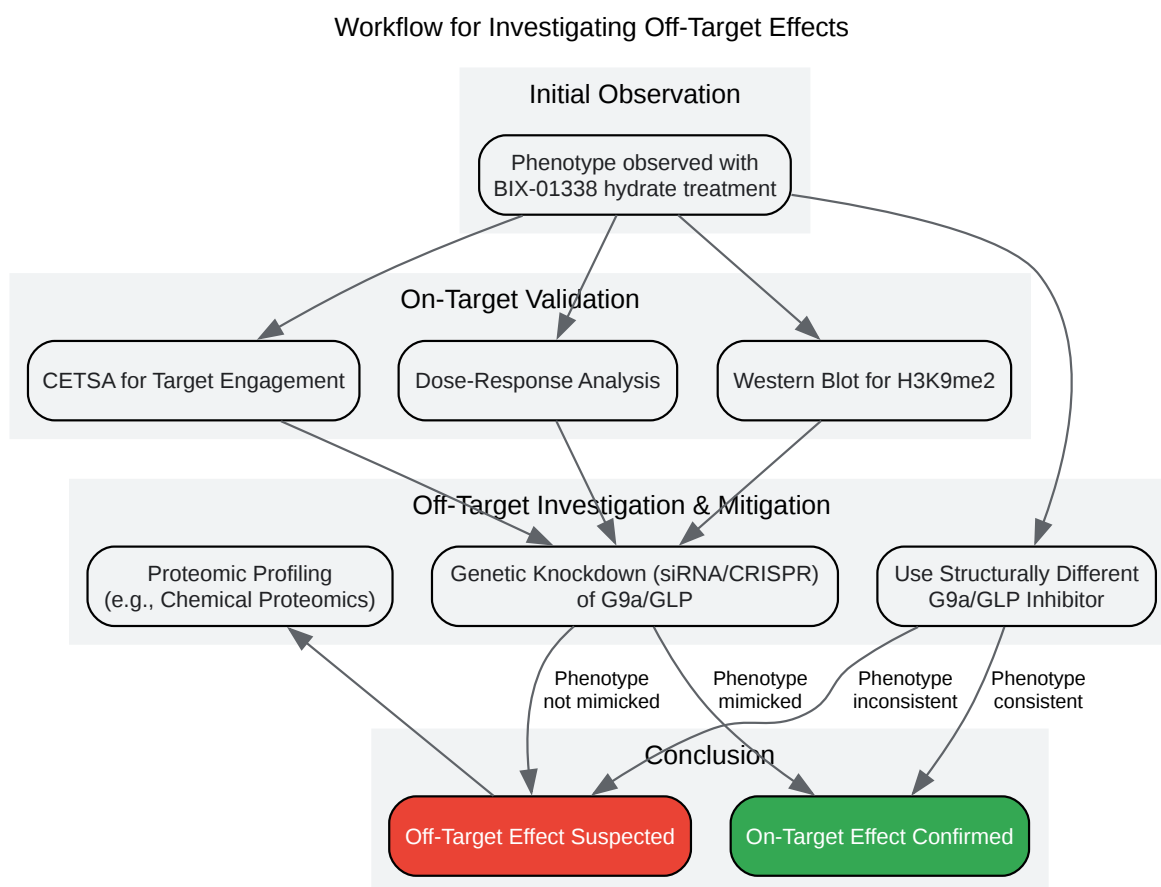 Workflow for Investigating Off-Target Effects
Initial Observation
Phenotype observed with
BIX-01338 hydrate treatment
On-Target Validation
CETSA for Target Engagement
Dose-Response Analysis
Western Blot for H3K9me2
Off-Target Investigation & Mitigation
Proteomic Profiling
(e.g., Chemical Proteomics)
Genetic Knockdown (siRNA/CRISPR)
of G9a/GLP
Use Structurally Different
G9a/GLP Inhibitor
Phenotype
not mimicked
Phenotype
mimicked
Phenotype
inconsistent
Phenotype
consistent
Conclusion
Off-Target Effect Suspected
On-Target Effect Confirmed